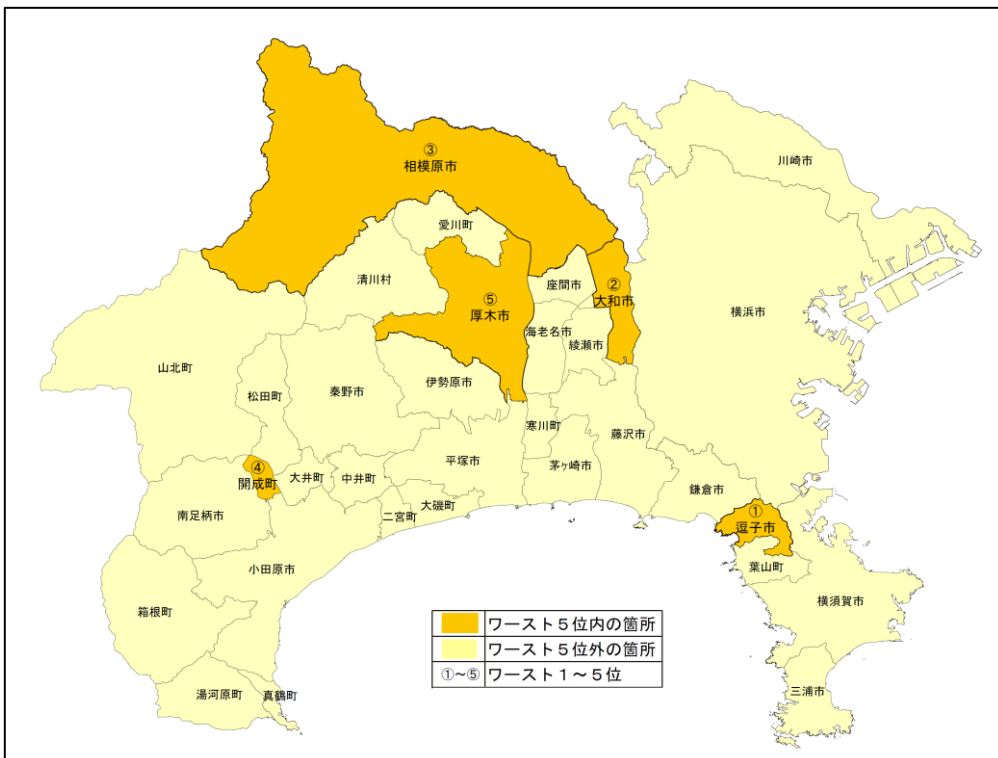 ③
相模原市
川崎市
愛川町
清川村
座間市
②
大和市
⑤
厚木市
横浜市
海老名市
綾瀬市
山北町
松田町
秦野市
伊勢原市
寒川町
藤沢市
平塚市
茅ヶ崎市
④
開成町
大井町
中井町
鎌倉市
大磯町
二宮町
南足柄市
①
逗子市
葉山町
小田原市
横須賀市
箱根町
湯河原町
真鶴町
三浦市
ワースト5位内の箇所
ワースト5位外の箇所
①~⑤ ワースト1~5位